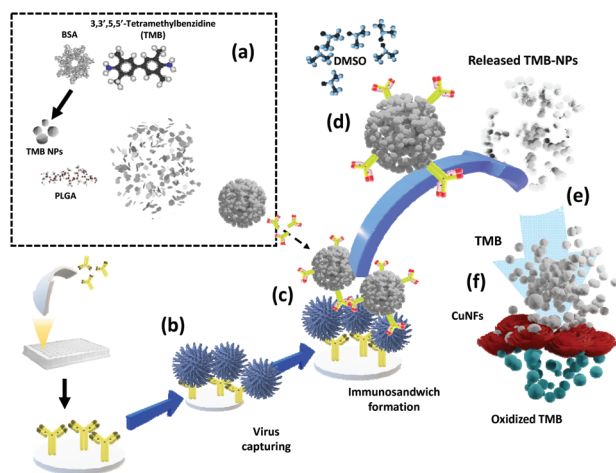 3,3',5,5'-Tetramethylbenzidine
(TMB)
BSA
(a)
TMB NPs
PLGA
DMSO
(d)
Released TMB-NPs
(e)
TMB
(f)
CuNFs
Oxidized TMB
(c)
Immunosandwich
formation
(b)
Virus
capturing